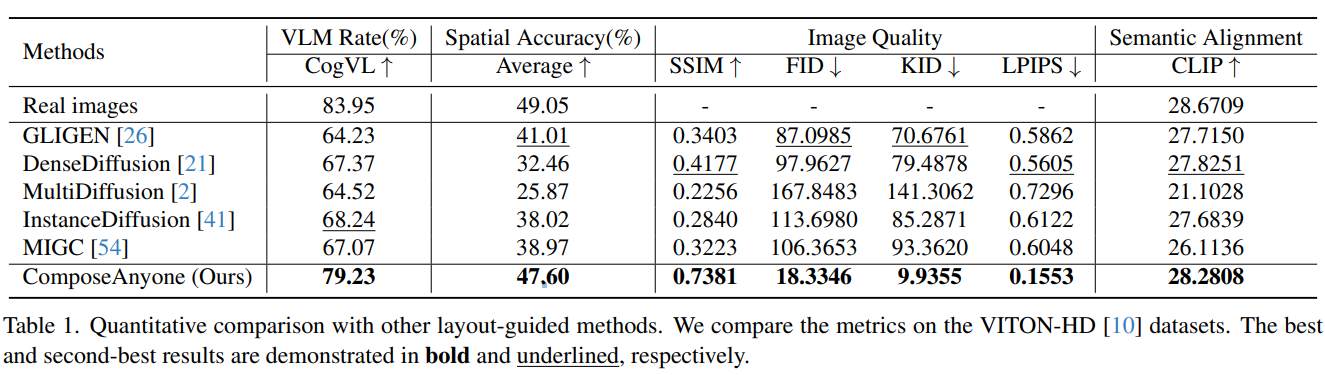 Methods VLM Rate(%) Spatial Accuracy(%) Image Quality Semantic Alignment
CogVL ↑ Average ↑ SSIM ↑ FID ↓ KID ↓ LPIPS ↓ CLIP ↑
Real images 83.95 49.05 - - - - 28.6709
GLIGEN [26] 64.23 41.01 0.3403 87.0985 70.6761 0.5862 27.7150
DenseDiffusion [21] 67.37 32.46 0.4177 97.9627 79.4878 0.5605 27.8251
MultiDiffusion [2] 64.52 25.87 0.2256 167.8483 141.3062 0.7296 21.1028
InstanceDiffusion [41] 68.24 38.02 0.2840 113.6980 85.2871 0.6122 27.6839
MIGC [54] 67.07 38.97 0.3223 106.3653 93.3620 0.6048 26.1136
ComposeAnyone (Ours) 79.23 47.60 0.7381 18.3346 9.9355 0.1553 28.2808
Table 1. Quantitative comparison with other layout-guided methods. We compare the metrics on the VITON-HD [10] datasets. The best
and second-best results are demonstrated in bold and underlined, respectively.